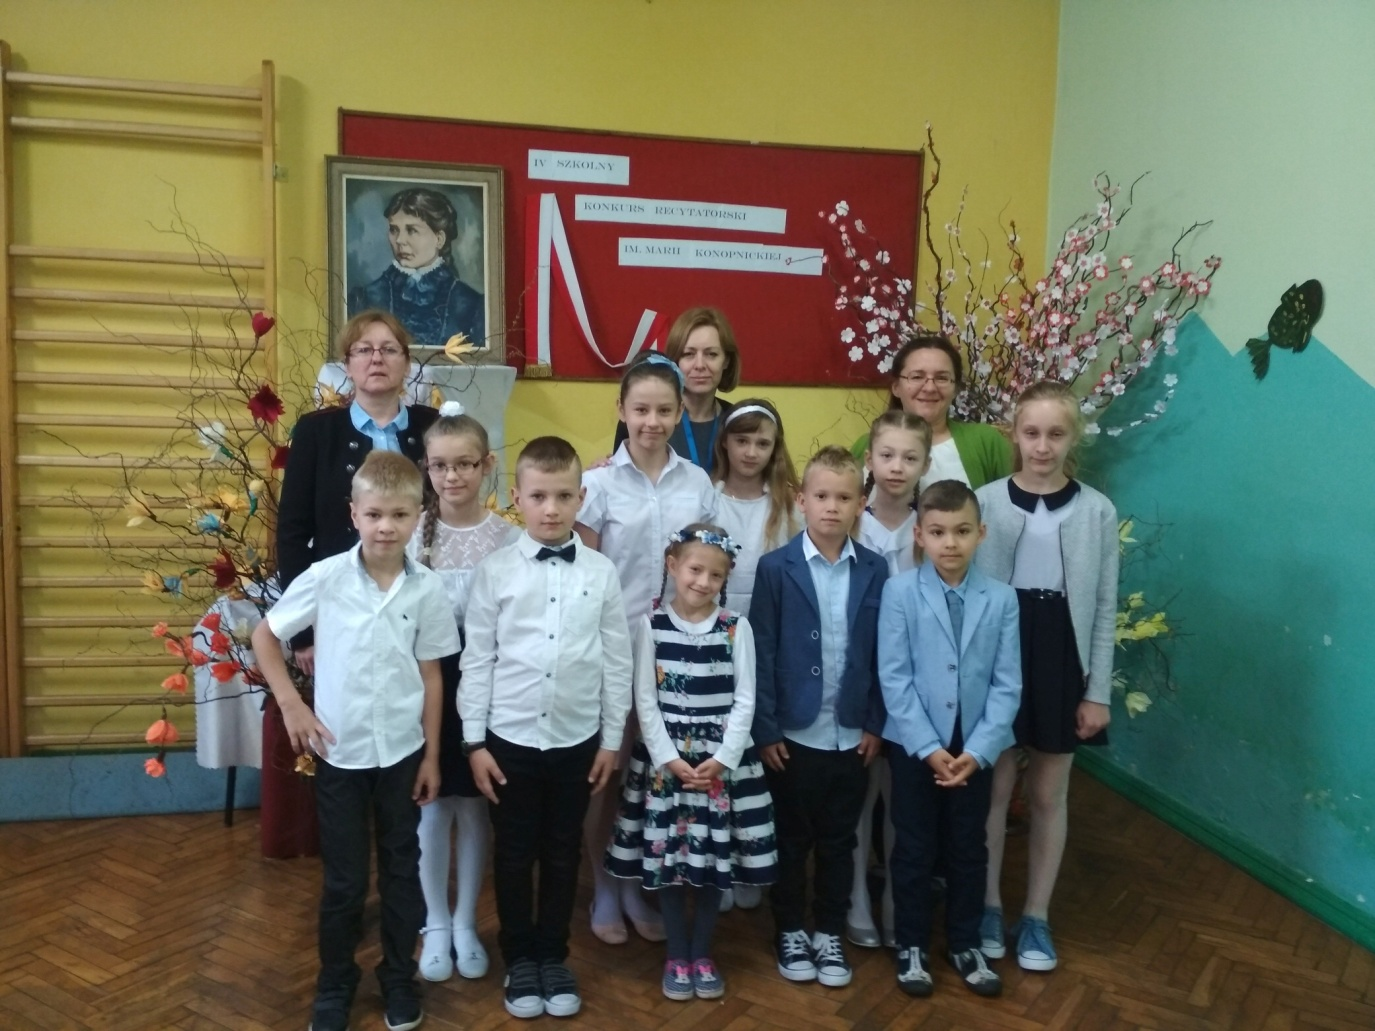 IV SZKOLNY
KONKURS RECYTATORSKI
IM. MARII KONOPNICKIEJ